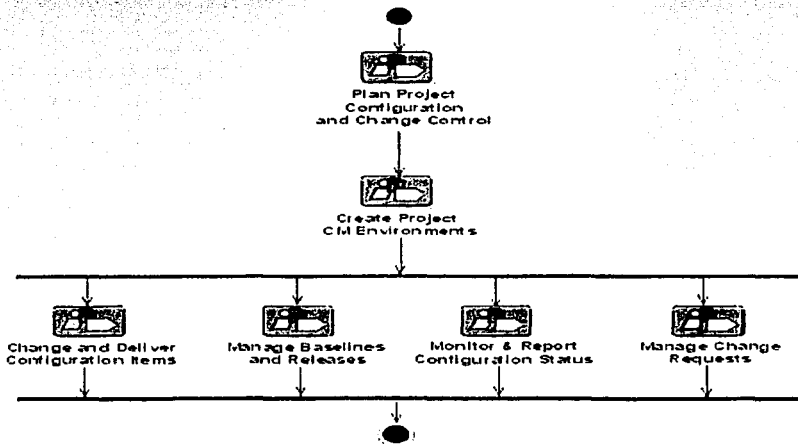 Plan Project
Configuration
and Change Control
Create Project
CM Environments
Change and Deliver
Configuration Items
Manage Baselines
and Releases
Monitor & Report
Configuration Status
Manage Change
Requests